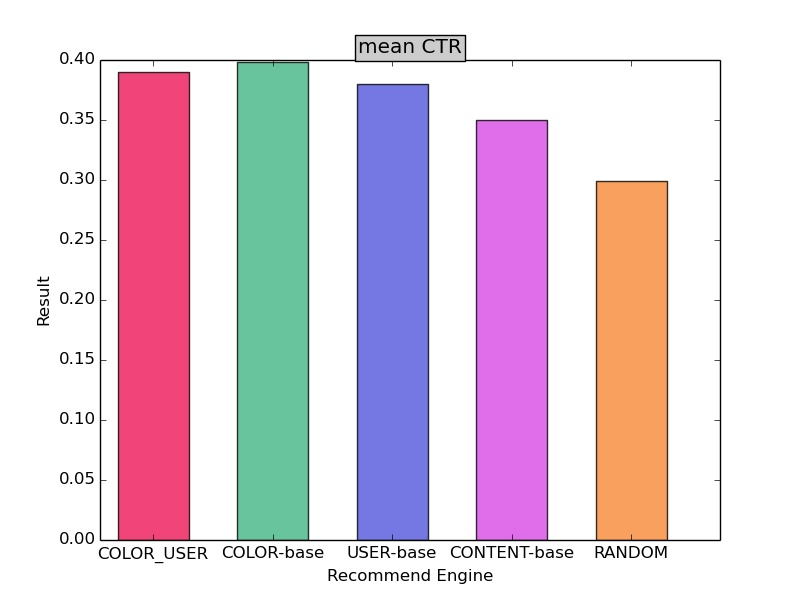 mean CTR
0.40
0.35
0.30
0.25
0.20
0.15
0.10
0.05
0.00
Result
COLOR_USER COLOR-base USER-base CONTENT-base RANDOM
Recommend Engine